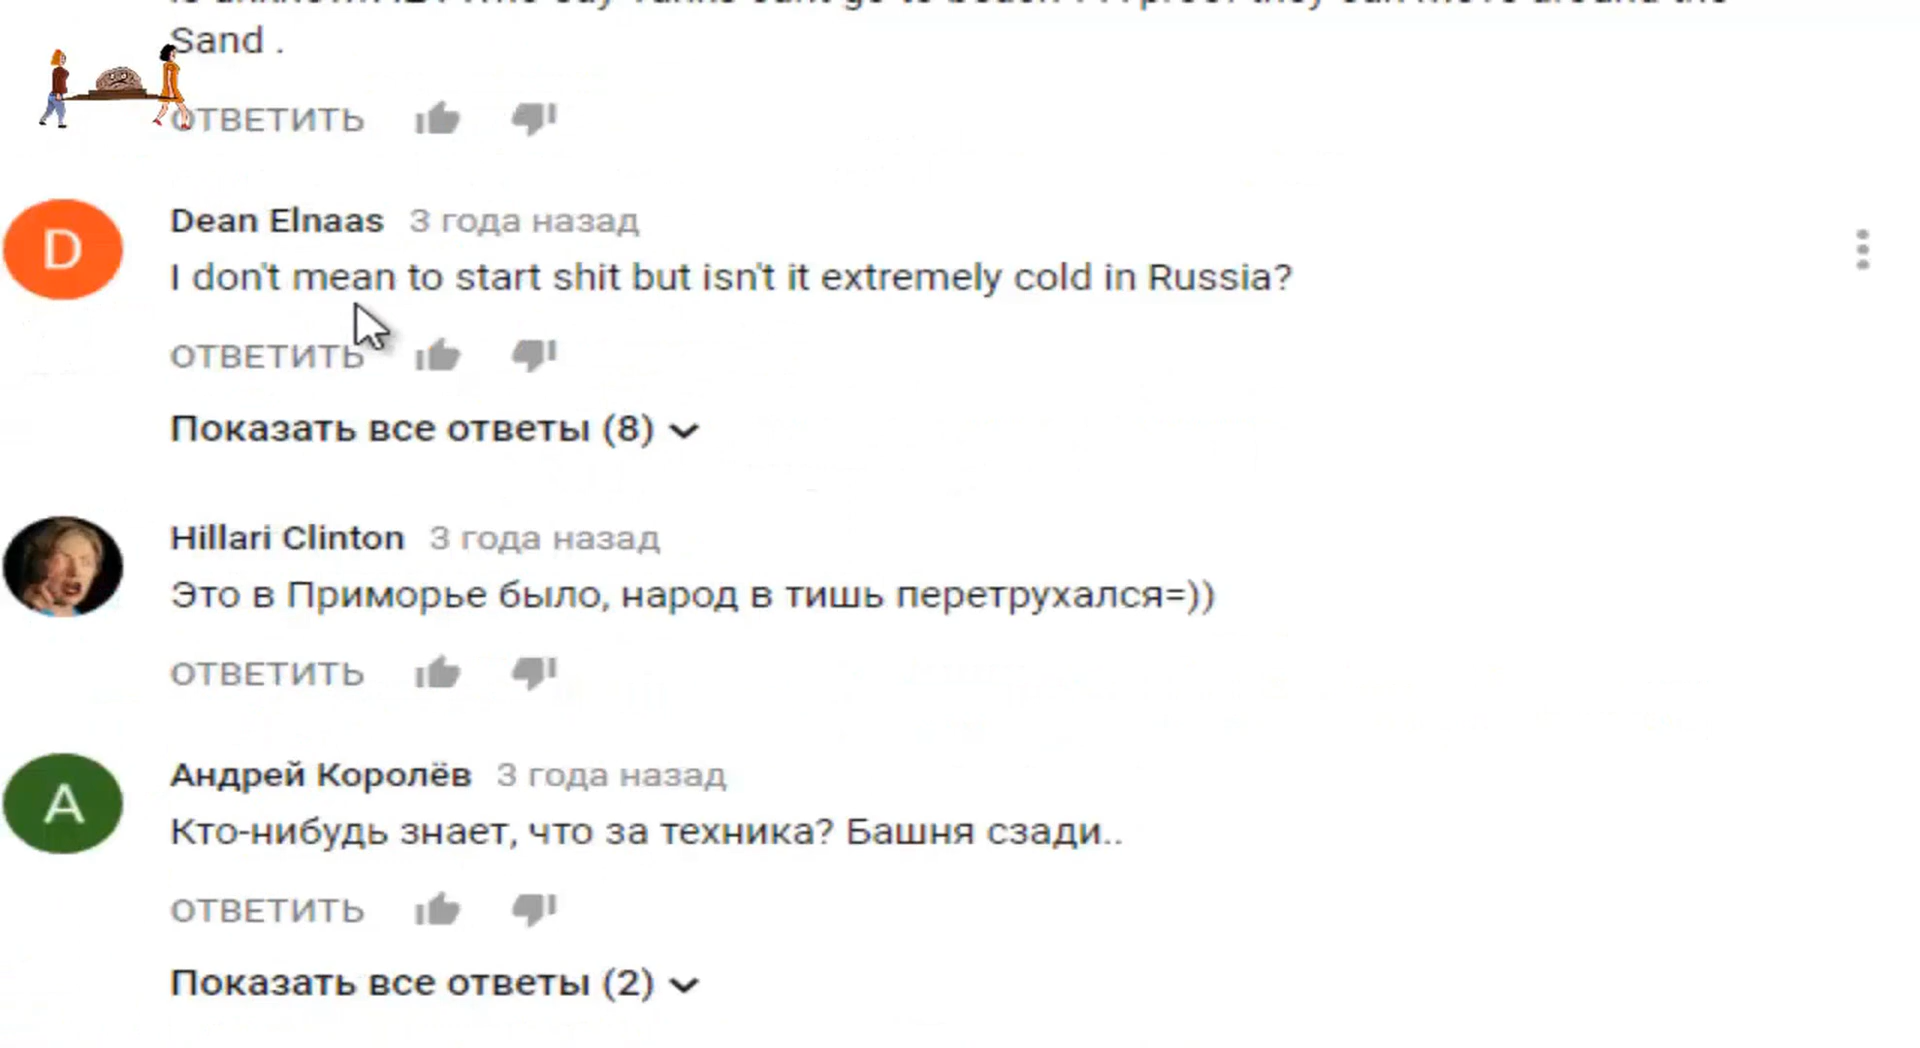 Sand .
ОТВЕТИТЬ
D
Dean Elnaas 3 года назад
I don't mean to start shit but isn't it extremely cold in Russia?
ОТВЕТИТЬ
Показать все ответы (8)
Hillari Clinton 3 года назад
Это в Приморье было, народ в тишь перетрухался=))
ОТВЕТИТЬ
А
Андрей Королёв 3 года назад
Кто-нибудь знает, что за техника? Башня сзади..
ОТВЕТИТЬ
Показать все ответы (2)